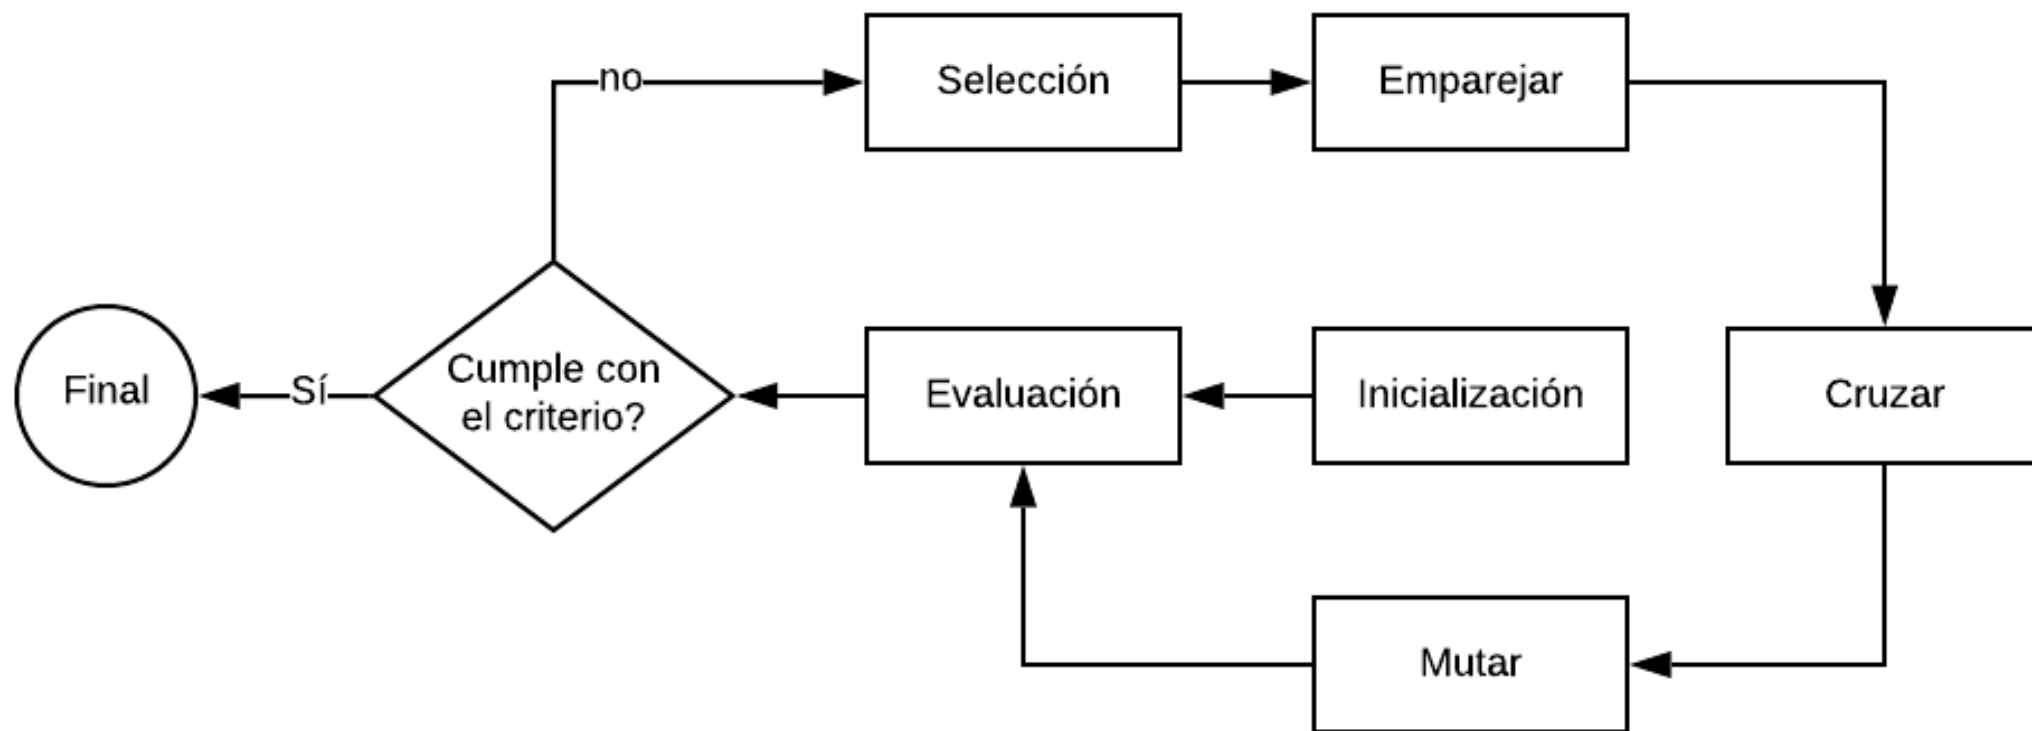 no
Selección
Emparejar
Final
Sí
Cumple con
el criterio?
Evaluación
Inicialización
Cruzar
Mutar